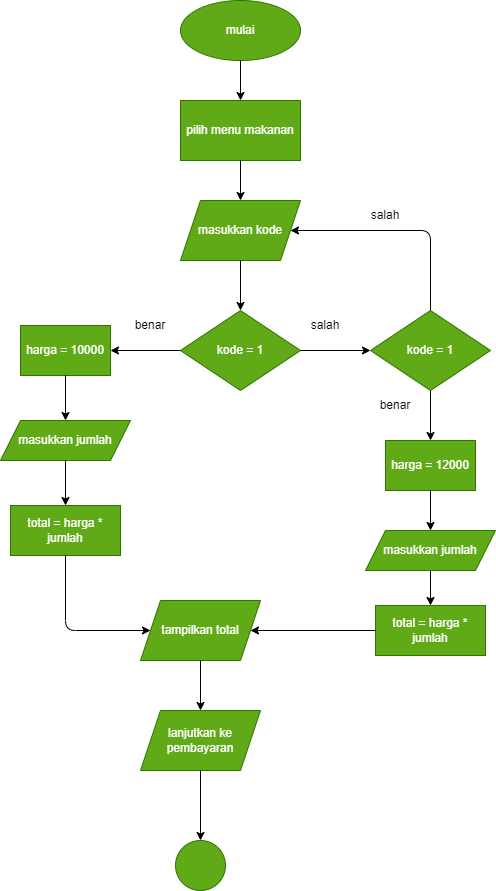 mulai
pilih menu makanan
masukkan kode
salah
benar
kode = 1
salah
kode = 1
harga = 10000
benar
masukkan jumlah
harga = 12000
total = harga *
jumlah
masukkan jumlah
tampilkan total
total = harga *
jumlah
lanjutkan ke
pembayaran